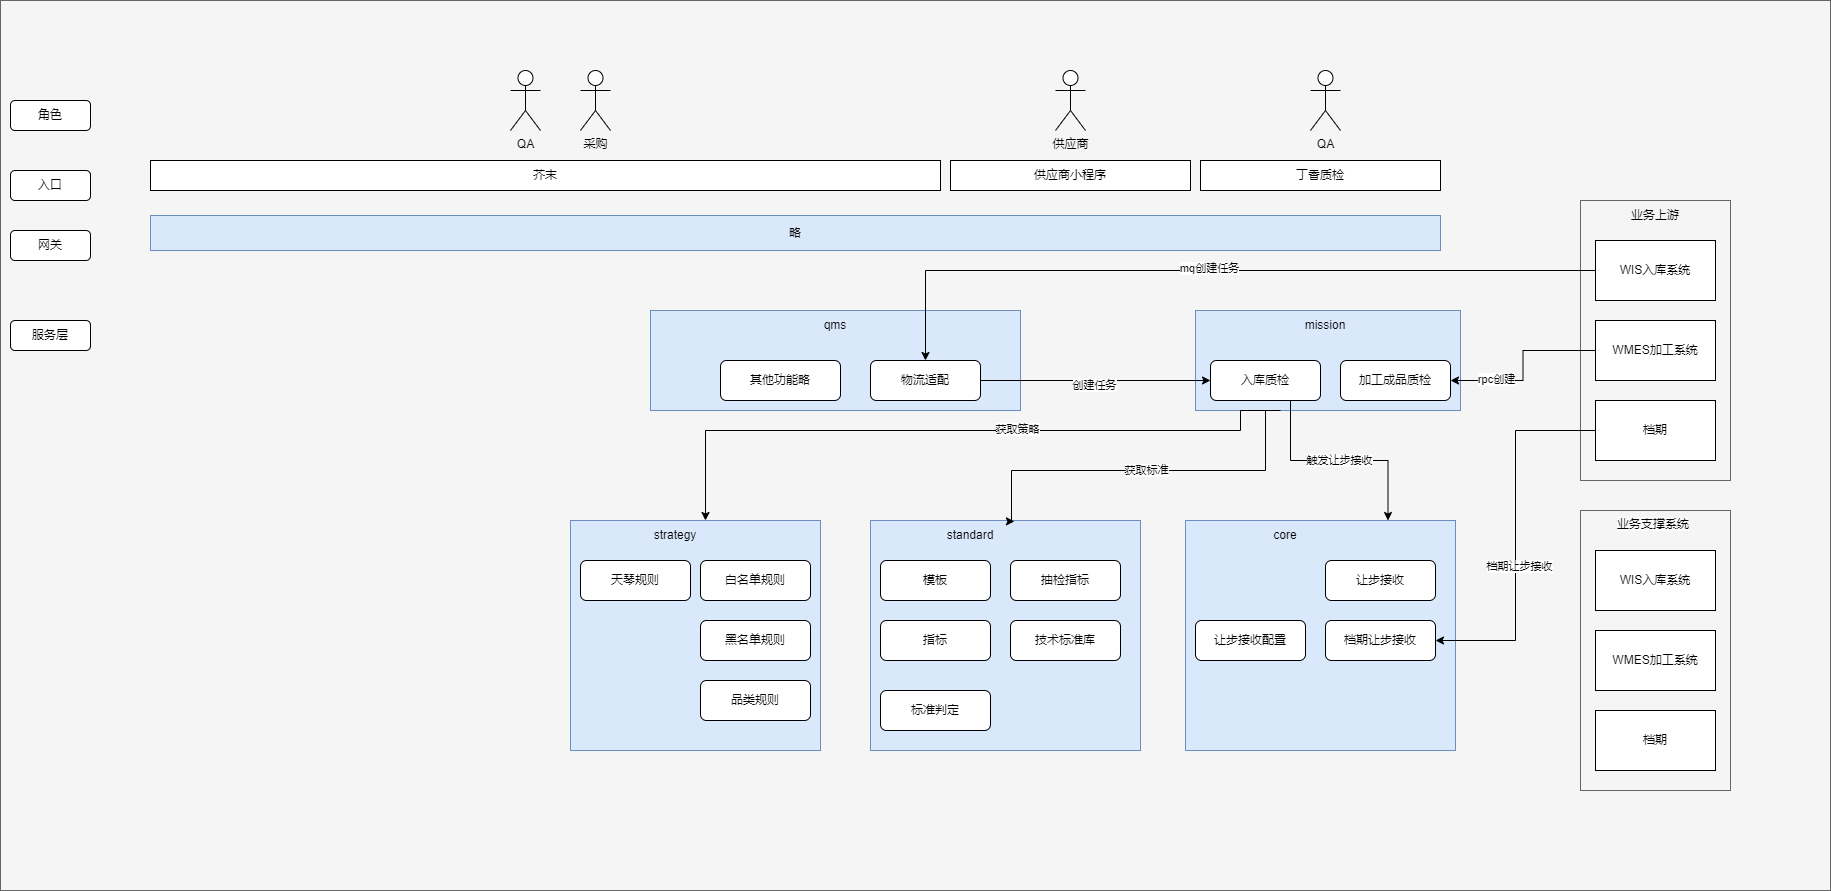 角色
QA
采购
供应商
QA
入口
芥末
供应商小程序
丁香质检
网关
略
业务上游
WIS入库系统
WMES加工系统
档期
mq创建任务
服务层
qms
其他功能略
物流适配
创建任务
mission
入库质检
加工成品质检
rpc创建
获取策略
获取标准
触发让步接收
档期让步接收
strategy
天琴规则
白名单规则
黑名单规则
品类规则
standard
模板
抽检指标
指标
技术标准库
标准判定
core
让步接收
让步接收配置
档期让步接收
业务支撑系统
WIS入库系统
WMES加工系统
档期